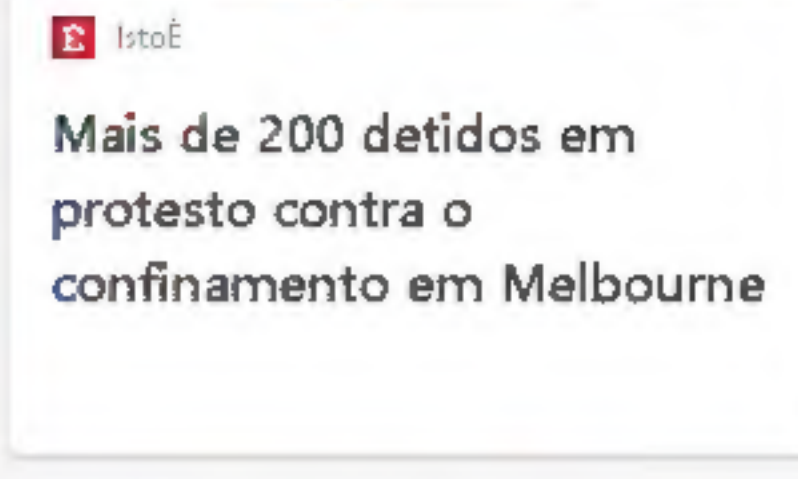 IstoÉ
Mais de 200 detidos em
protesto contra o
confinamento em Melbourne